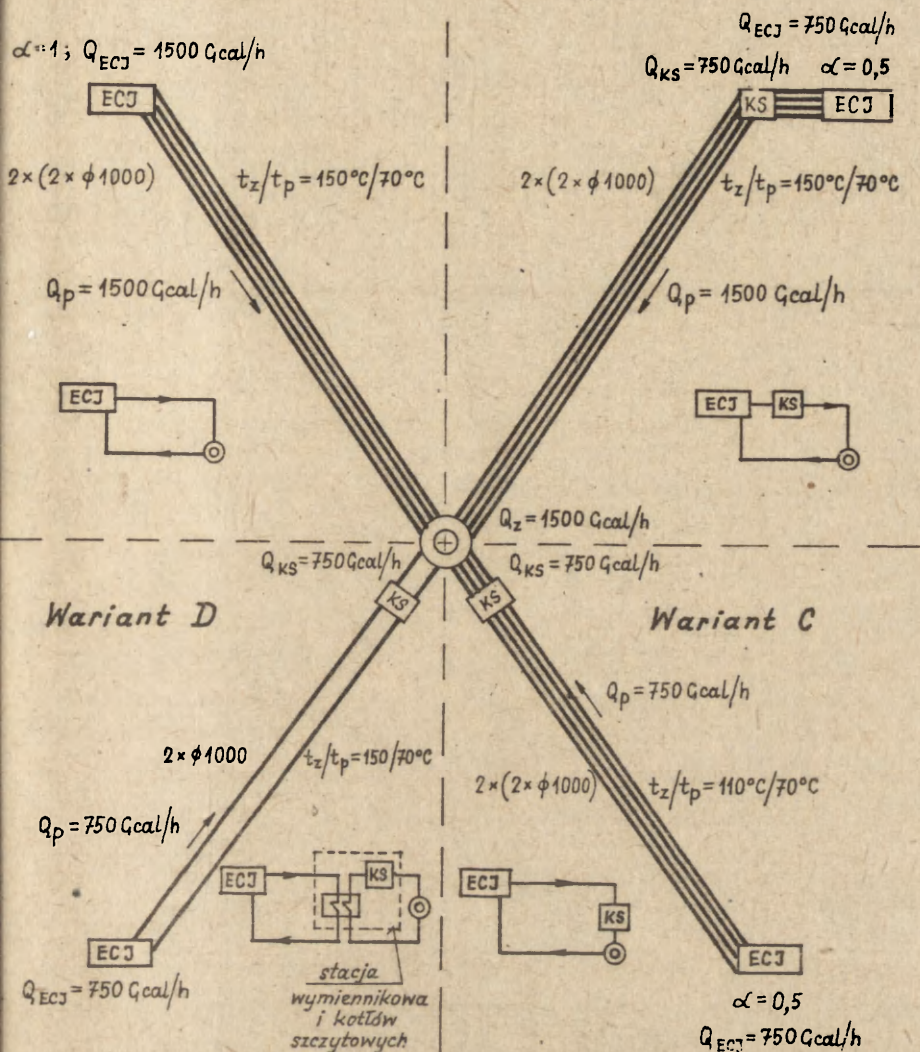 α=1; Q_ECJ = 1500 Gcal/h
ECJ
2×(2×ϕ1000)
t_z/t_p = 150°C/70°C
Q_p = 1500 Gcal/h
ECJ
Q_ECJ = 750 Gcal/h
Q_KS = 750 Gcal/h α = 0,5
KS
ECJ
2×(2×ϕ1000)
t_z/t_p = 150°C/70°C
Q_p = 1500 Gcal/h
ECJ
KS
Q_z = 1500 Gcal/h
Q_KS = 750 Gcal/h
KS
Wariant D
2×ϕ1000
t_z/t_p = 150/70°C
Q_p = 750 Gcal/h
ECJ
KS
ECJ
Q_ECJ = 750 Gcal/h
stacja
wymiennikowa
i kotłów
szczytowych
Q_KS = 750 Gcal/h
KS
Wariant C
Q_p = 750 Gcal/h
2×(2×ϕ1000)
t_z/t_p = 110°C/70°C
ECJ
KS
ECJ
α = 0,5
Q_ECJ = 750 Gcal/h